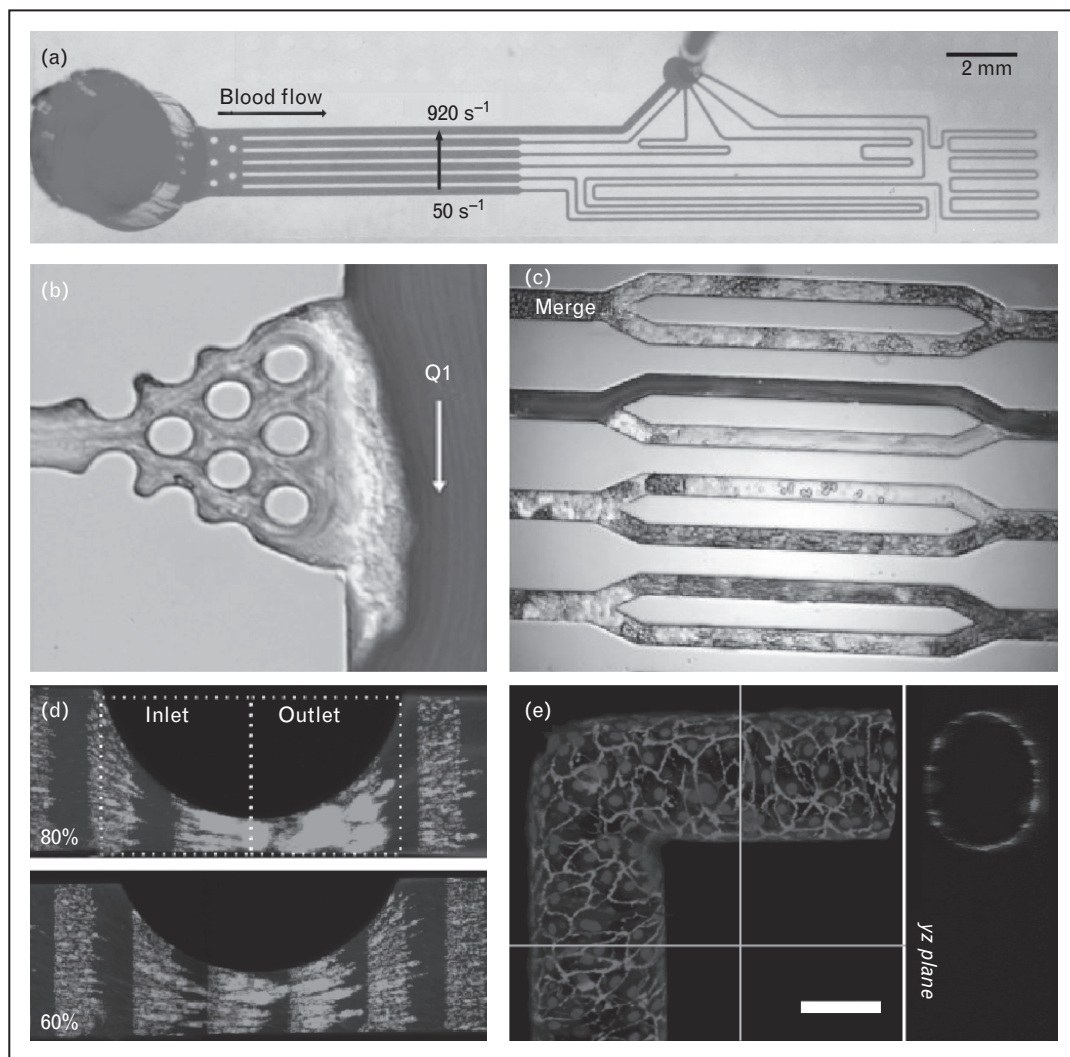 (a)
2 mm
Blood flow
920 s⁻¹
50 s⁻¹
(b)
Q1
(c)
Merge
(d)
Inlet
Outlet
80%
60%
(e)
yz plane